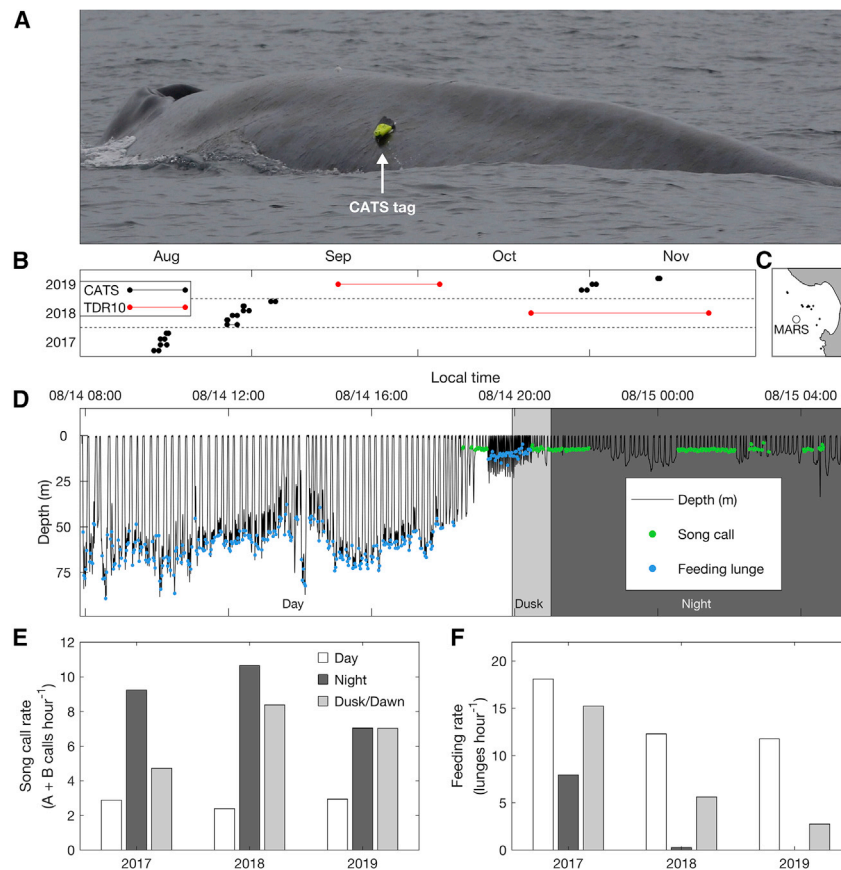 A
CATS tag
B
Aug Sep Oct Nov
2019
2018
2017
CATS
TDR10
C
MARS
D
Local time
08/14 08:00 08/14 12:00 08/14 16:00 08/14 20:00 08/15 00:00 08/15 04:00
Depth (m)
0
25
50
75
Depth (m)
Song call
Feeding lunge
Day Dusk Night
E
Song call rate
(A + B calls hour⁻¹)
12
10
8
6
4
2
0
Day
Night
Dusk/Dawn
2017 2018 2019
F
Feeding rate
(lunges hour⁻¹)
20
15
10
5
0
2017 2018 2019